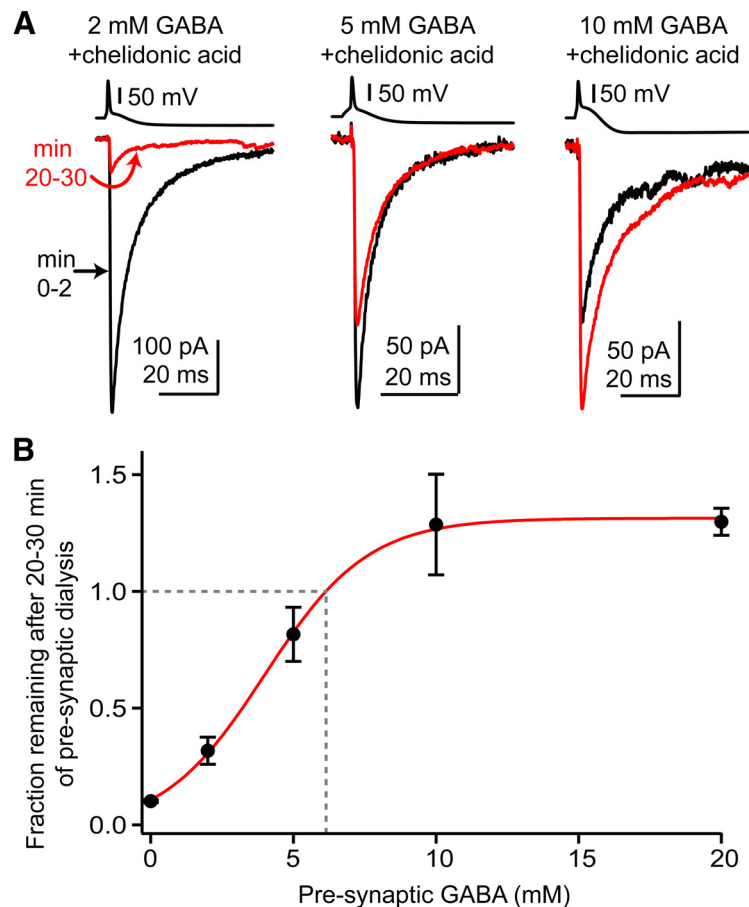 A
2 mM GABA
+chelidonic acid
5 mM GABA
+chelidonic acid
10 mM GABA
+chelidonic acid
50 mV
50 mV
50 mV
min
20-30
min
0-2
100 pA
20 ms
50 pA
20 ms
50 pA
20 ms
B
Fraction remaining after 20-30 min
of pre-synaptic dialysis
1.5
1.0
0.5
0.0
0
5
10
15
20
Pre-synaptic GABA (mM)